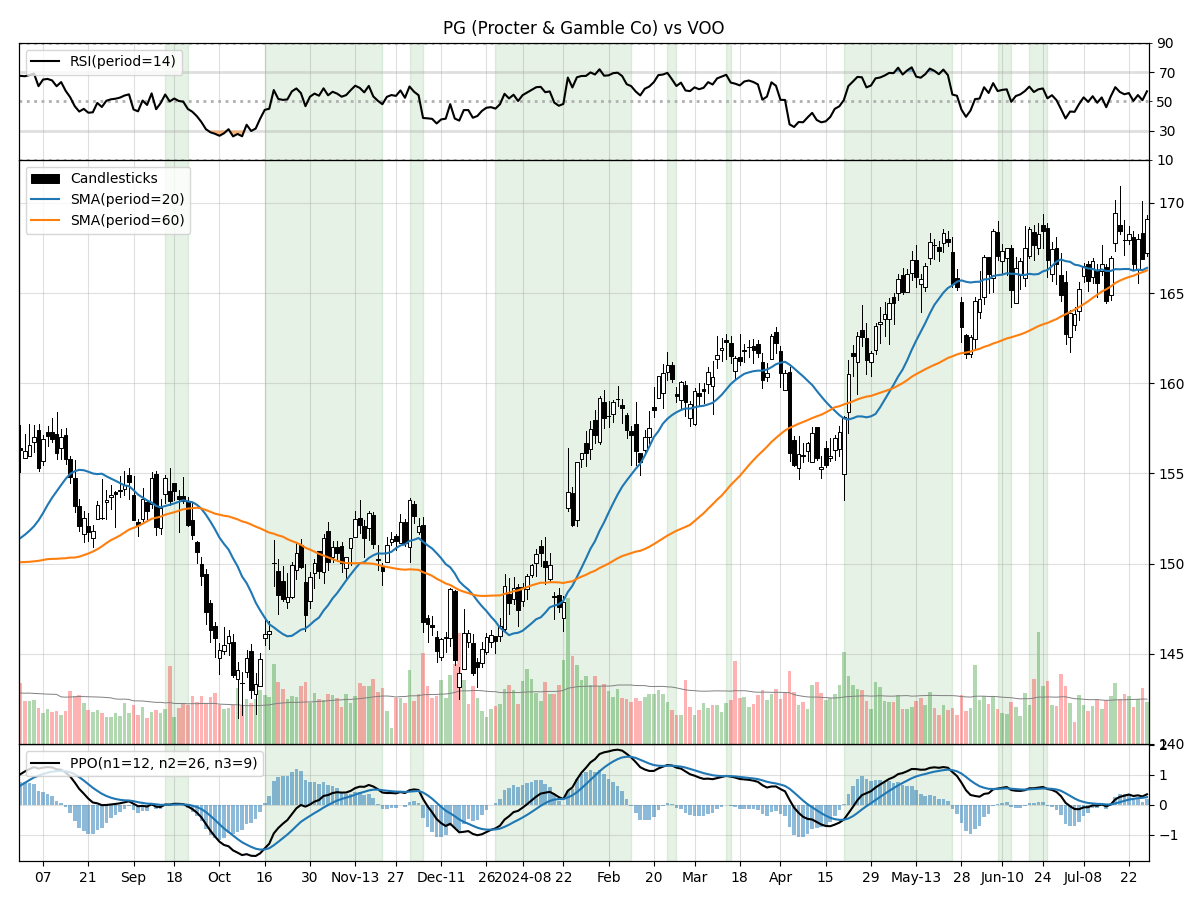 PG (Procter & Gamble Co) vs VOO
RSI(period=14)
90
70
50
30
10
Candlesticks
SMA(period=20)
SMA(period=60)
170
165
160
155
150
145
140
PPO(n1=12, n2=26, n3=9)
2
1
0
−1
07 21 Sep 18 Oct 16 30 Nov-13 27 Dec-11 26 2024-08 22 Feb 20 Mar 18 Apr 15 29 May-13 28 Jun-10 24 Jul-08 22